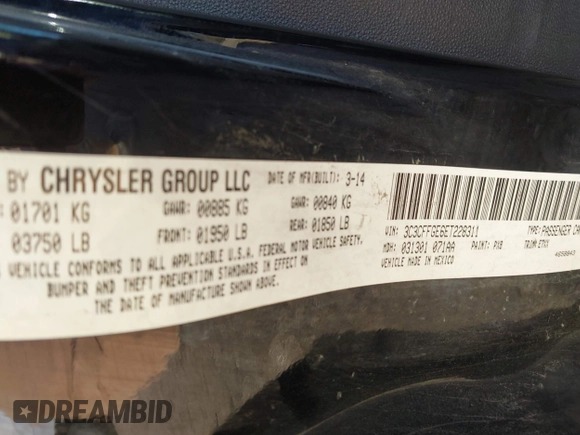 BY CHRYSLER GROUP LLC DATE OF MFR(BUILT): 3-14
01701 KG GAWR: 00885 KG GAWR: 00840 KG
03750 LB FRONT: 01950 LB REAR: 01850 LB
VEHICLE CONFORMS TO ALL APPLICABLE U.S.A. FEDERAL MOTOR VEHICLE SAFETY,
BUMPER AND THEFT PREVENTION STANDARDS IN EFFECT ON
THE DATE OF MANUFACTURE SHOWN ABOVE.
VIN: 3C3CFFGE6ET228311 TYPE: PASSENGER CAR
MDH: 031301 071AA PAINT: PX8 TRIM: ETXX
VEHICLE MADE IN MEXICO
DREAMBID